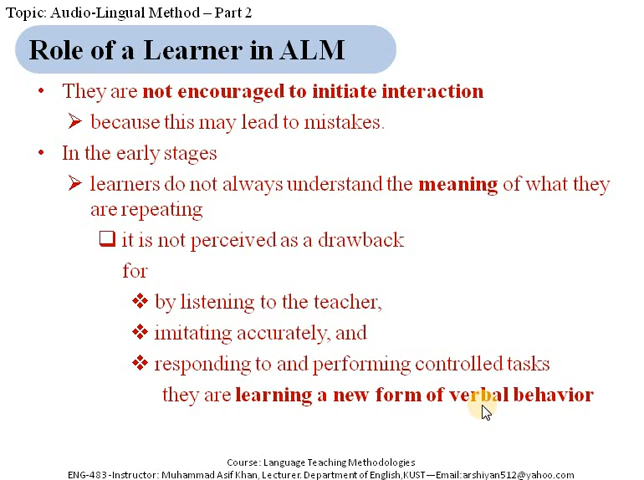 Topic: Audio-Lingual Method – Part 2
Role of a Learner in ALM
• They are not encouraged to initiate interaction
➢ because this may lead to mistakes.
• In the early stages
➢ learners do not always understand the meaning of what they
are repeating
❑ it is not perceived as a drawback
for
❖ by listening to the teacher,
❖ imitating accurately, and
❖ responding to and performing controlled tasks
they are learning a new form of verbal behavior
Course: Language Teaching Methodologies
ENG-483-Instructor: Muhammad Asif Khan, Lecturer. Department of English,KUST—Email:arshiyan512@yahoo.com